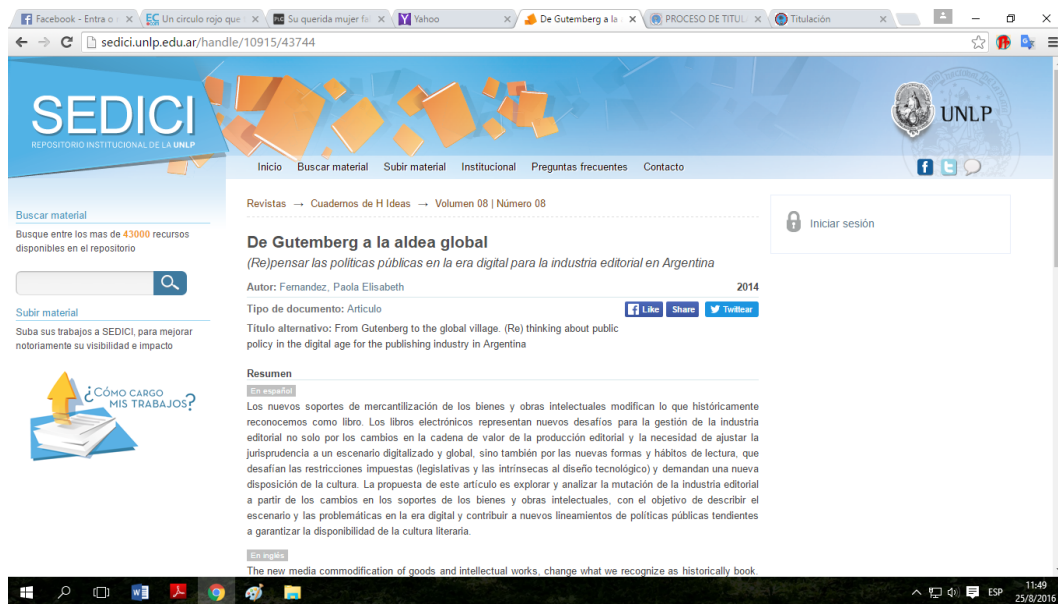 Facebook - Entra o
Un circulo rojo que
Su querida mujer fal
Yahoo
De Gutemberg a la
PROCESO DE TITUL
Titulación
sedici.unlp.edu.ar/handle/10915/43744
SEDICI
REPOSITORIO INSTITUCIONAL DE LA UNLP
UNLP
Inicio Buscar material Subir material Institucional Preguntas frecuentes Contacto
Buscar material
Busque entre los mas de 43000 recursos
disponibles en el repositorio
Subir material
Suba sus trabajos a SEDICI, para mejorar
notoriamente su visibilidad e impacto
¿CÓMO CARGO
MIS TRABAJOS?
Revistas → Cuadernos de H Ideas → Volumen 08 | Número 08
De Gutemberg a la aldea global
(Re)pensar las políticas públicas en la era digital para la industria editorial en Argentina
Autor: Fernandez, Paola Elisabeth 2014
Tipo de documento: Articulo
Like Share Twittear
Título alternativo: From Gutenberg to the global village. (Re) thinking about public
policy in the digital age for the publishing industry in Argentina
Resumen
En español
Los nuevos soportes de mercantilización de los bienes y obras intelectuales modifican lo que históricamente
reconocemos como libro. Los libros electrónicos representan nuevos desafíos para la gestión de la industria
editorial no solo por los cambios en la cadena de valor de la producción editorial y la necesidad de ajustar la
jurisprudencia a un escenario digitalizado y global, sino también por las nuevas formas y hábitos de lectura, que
desafían las restricciones impuestas (legislativas y las intrínsecas al diseño tecnológico) y demandan una nueva
disposición de la cultura. La propuesta de este artículo es explorar y analizar la mutación de la industria editorial
a partir de los cambios en los soportes de los bienes y obras intelectuales, con el objetivo de describir el
escenario y las problemáticas en la era digital y contribuir a nuevos lineamientos de políticas públicas tendientes
a garantizar la disponibilidad de la cultura literaria.
En inglés
The new media commodification of goods and intellectual works, change what we recognize as historically book.
Iniciar sesión
ESP
11:49
25/8/2016